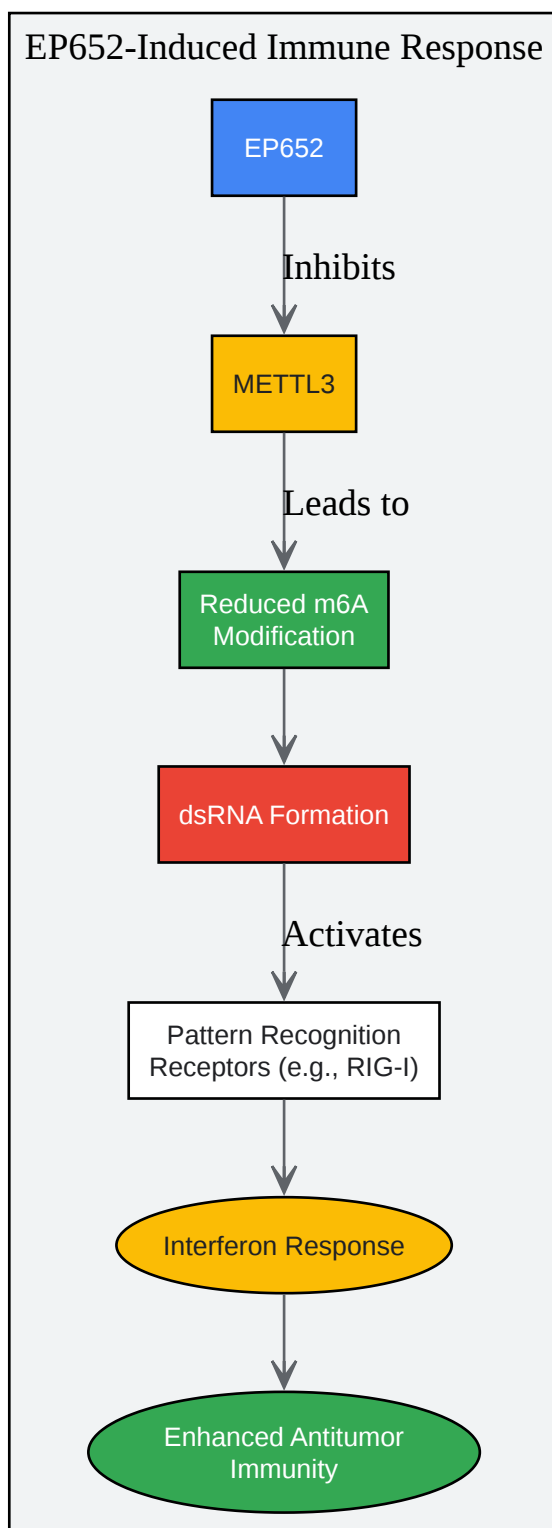 EP652-Induced Immune Response
EP652
Inhibits
METTL3
Leads to
Reduced m6A
Modification
dsRNA Formation
Activates
Pattern Recognition
Receptors (e.g., RIG-I)
Interferon Response
Enhanced Antitumor
Immunity